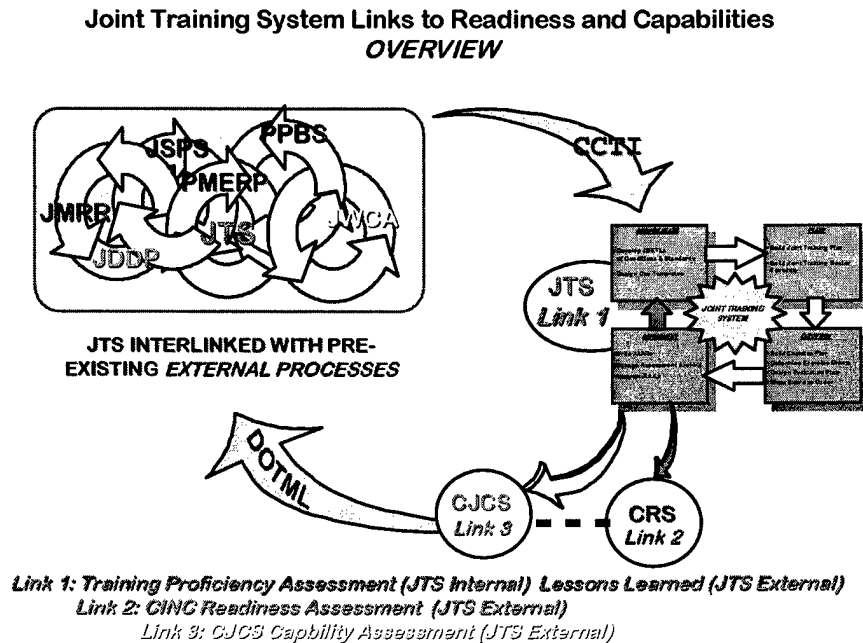 Joint Training System Links to Readiness and Capabilities
OVERVIEW
CCTI
PPBS
JSPS
PMERP
JMRR
JTS
JWCA
JDDP
JTS
Link 1
JOINT TRAINING
SYSTEM
JTS INTERLINKED WITH PRE-
EXISTING EXTERNAL PROCESSES
DOTML
CJCS
Link 3
CRS
Link 2
Link 1: Training Proficiency Assessment (JTS Internal) Lessons Learned (JTS External)
Link 2: CINC Readiness Assessment (JTS External)
Link 3: CJCS Capbility Assessment (JTS External)